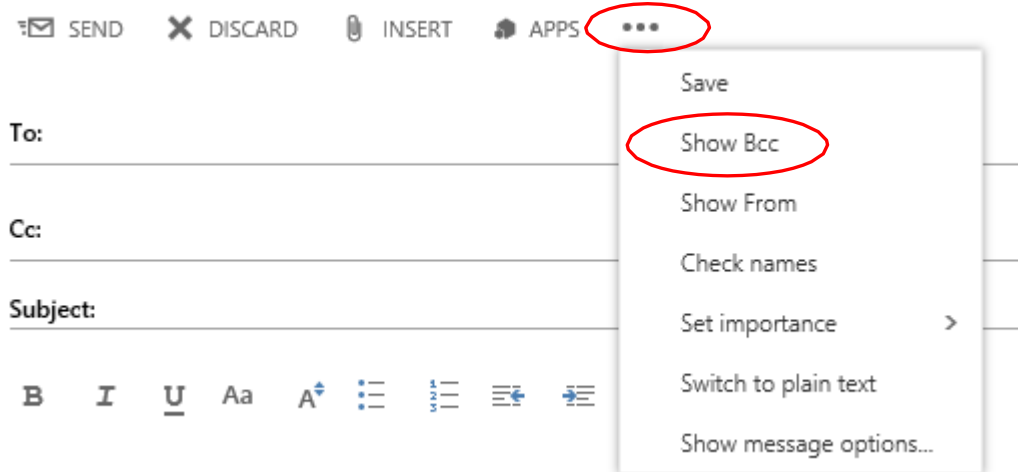 SEND DISCARD INSERT APPS •••
Save
To:
Show Bcc
Show From
Cc:
Check names
Subject:
Set importance >
B I U Aa A
Switch to plain text
Show message options...